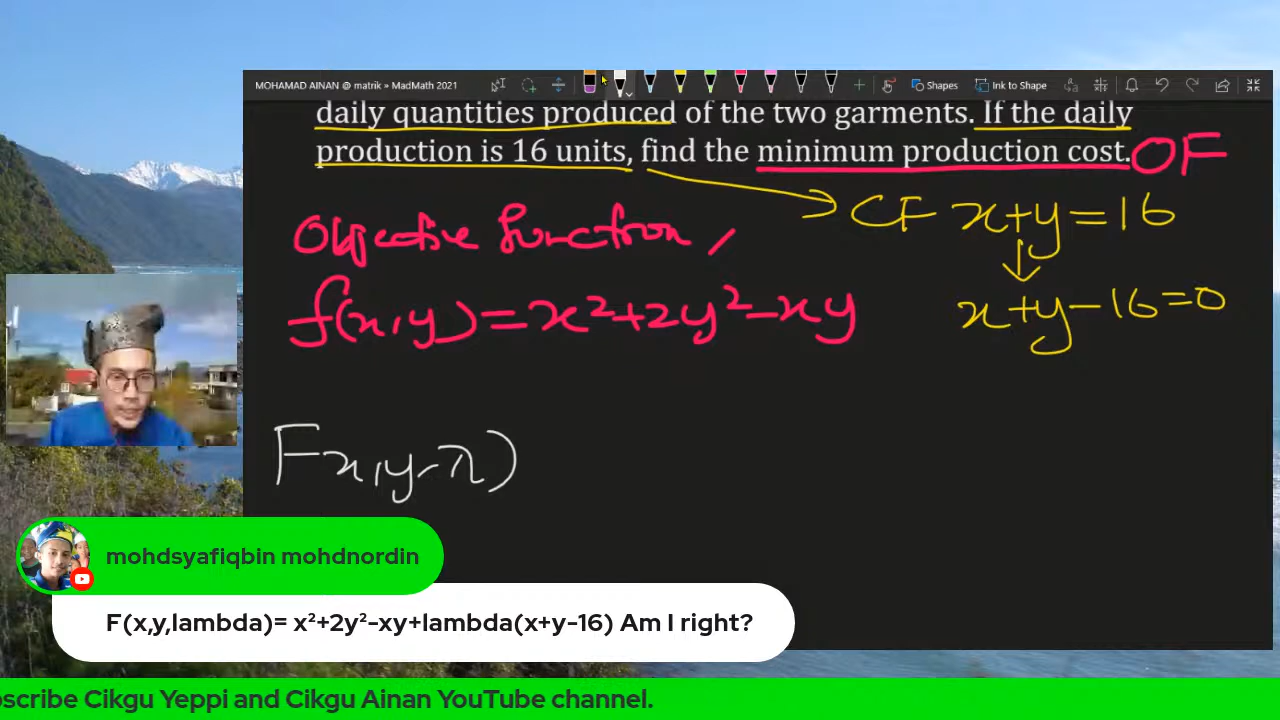 MOHAMAD AINAN @ matrik » MadMath 2021
Shapes
Ink to Shape
daily quantities produced of the two garments. If the daily
production is 16 units, find the minimum production cost. OF
CF x+y=16
Objective function,
f(x,y)=x²+2y²-xy
x+y-16=0
Fx,y,λ)
mohdsyafiqbin mohdnordin
F(x,y,lambda)= x²+2y²-xy+lambda(x+y-16) Am I right?
scribe Cikgu Yeppi and Cikgu Ainan YouTube channel.